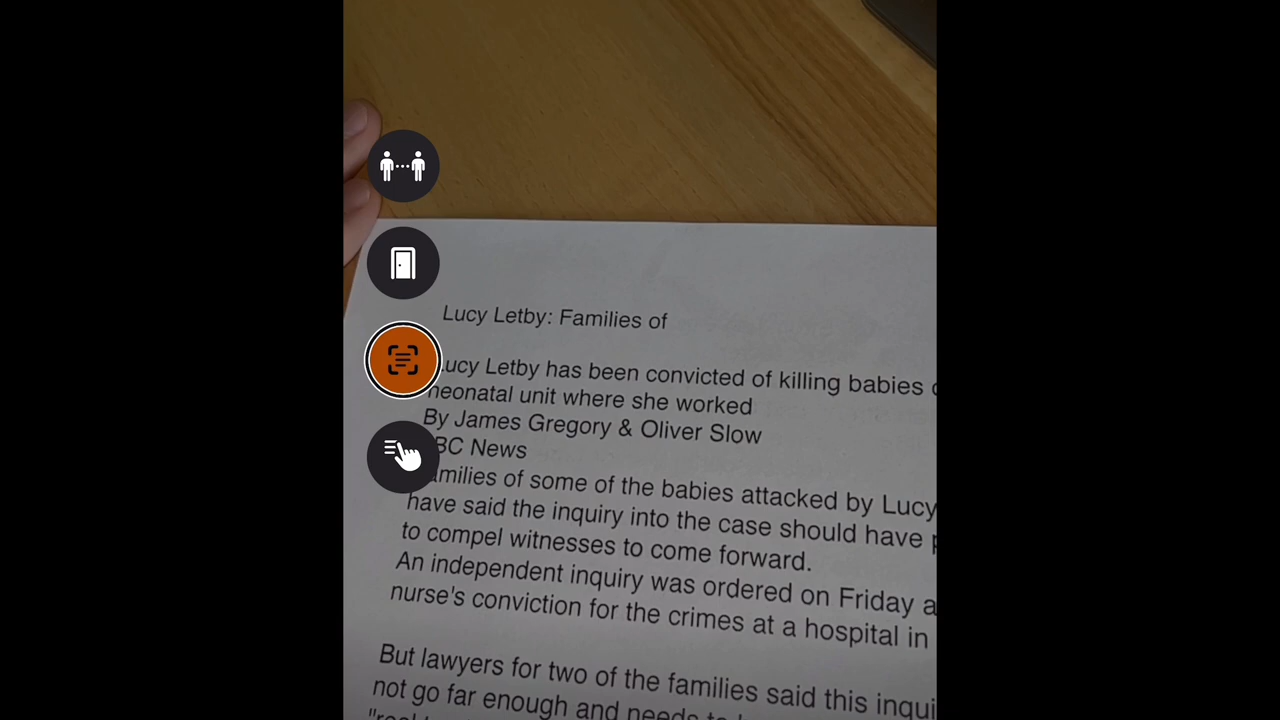 Lucy Letby: Families of
Lucy Letby has been convicted of killing babies
neonatal unit where she worked
By James Gregory & Oliver Slow
BC News
amilies of some of the babies attacked by Lucy
have said the inquiry into the case should have
to compel witnesses to come forward.
An independent inquiry was ordered on Friday
nurse's conviction for the crimes at a hospital in
But lawyers for two of the families said this
not go far enough and needs